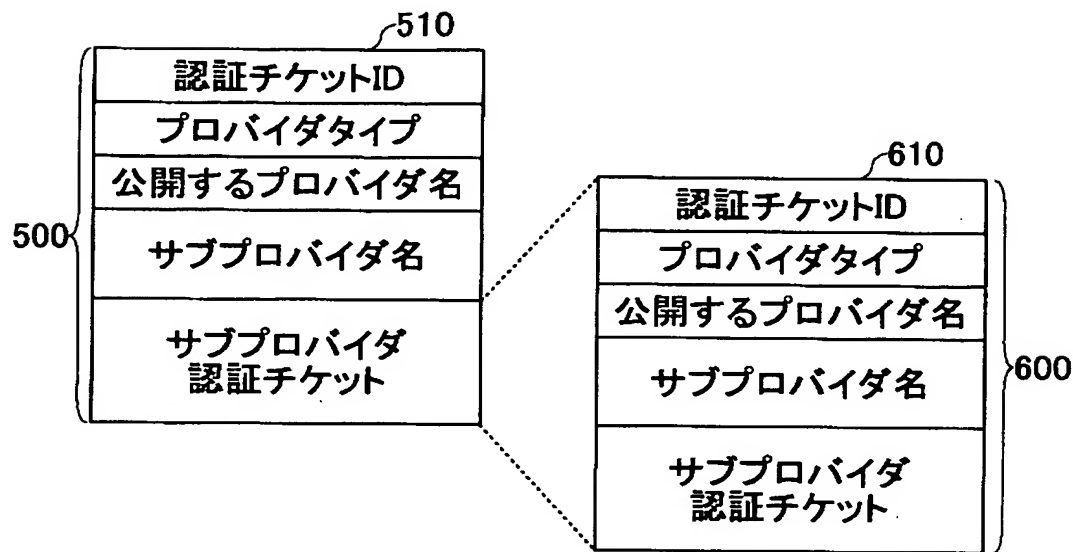 510
認証チケットID
プロバイダタイプ
公開するプロバイダ名
サブプロバイダ名
サブプロバイダ
認証チケット
500
610
認証チケットID
プロバイダタイプ
公開するプロバイダ名
サブプロバイダ名
サブプロバイダ
認証チケット
600